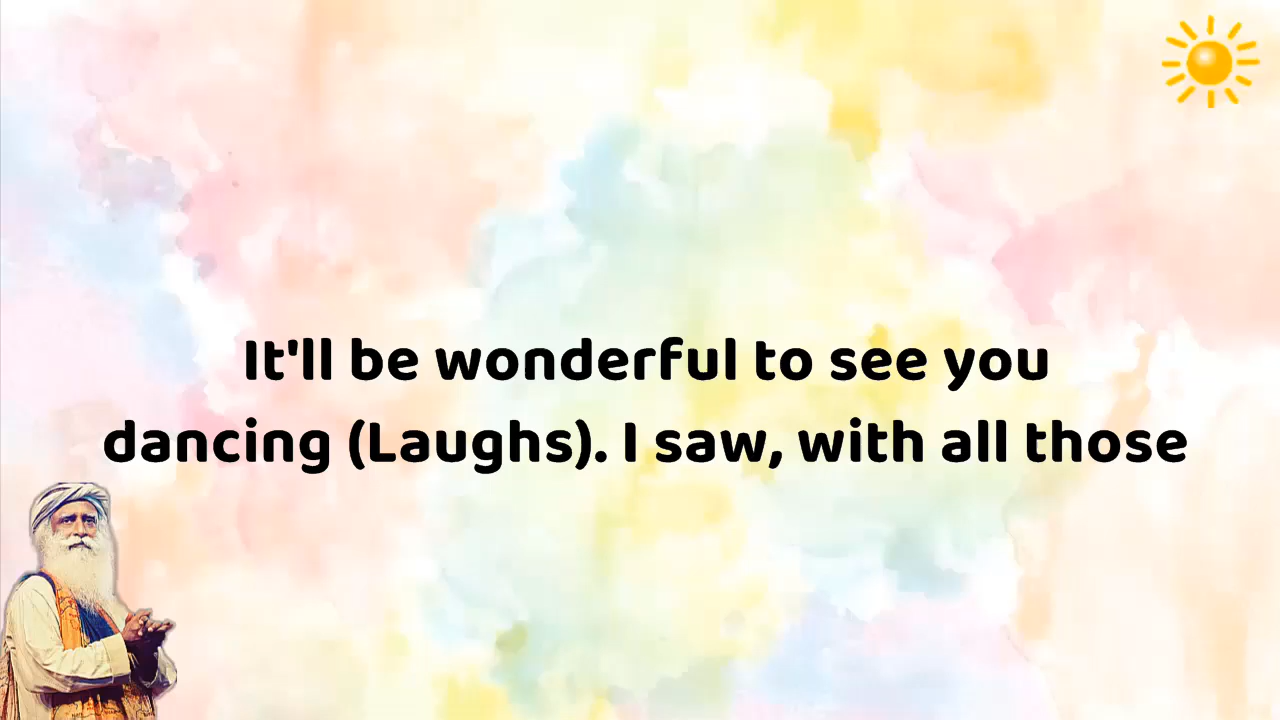 It'll be wonderful to see you
dancing (Laughs). I saw, with all those